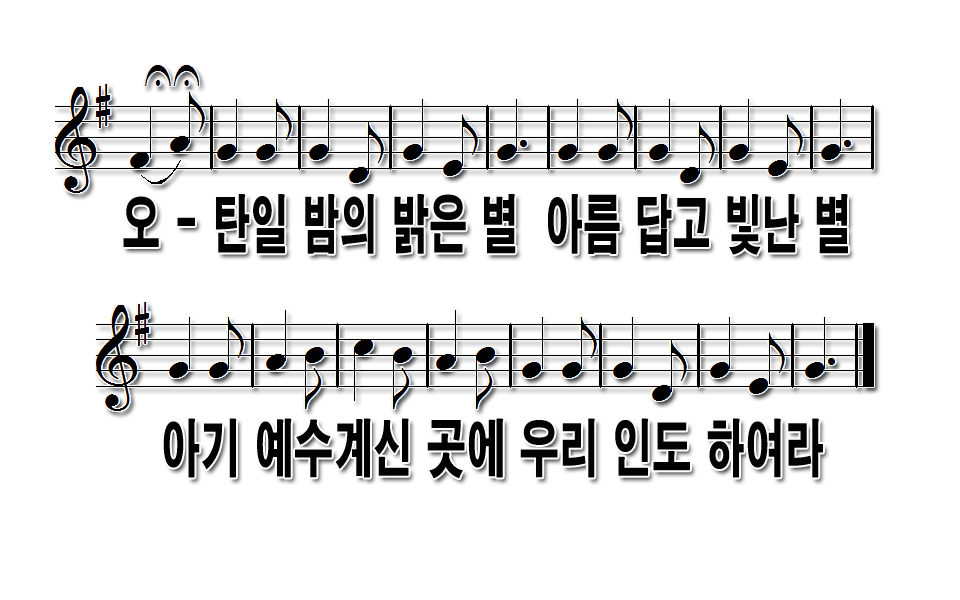 오 - 탄일 밤의 밝은 별 아름 답고 빛난 별
아기 예수계신 곳에 우리 인도 하여라